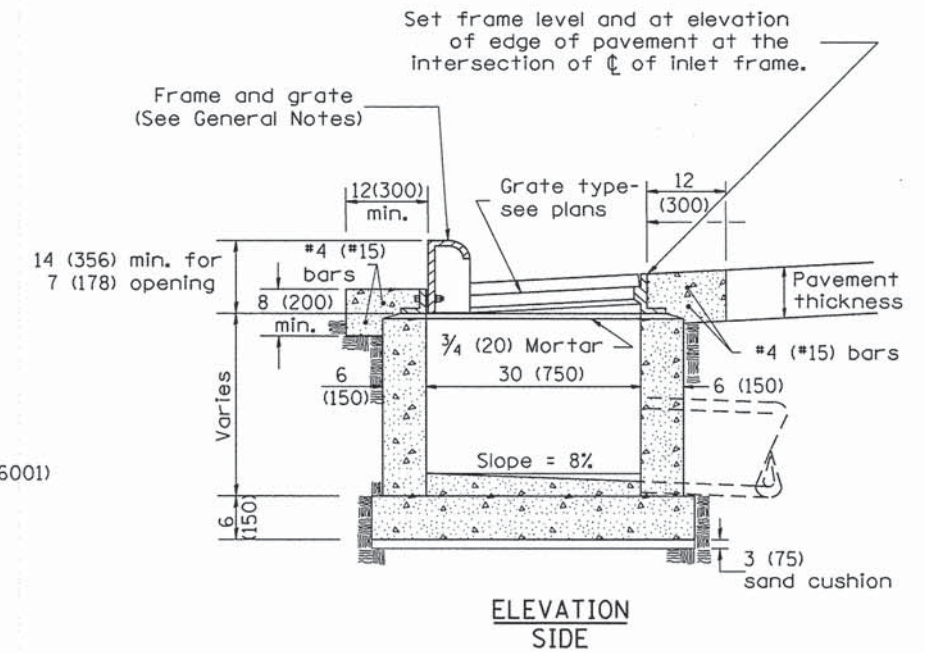 Set frame level and at elevation
of edge of pavement at the
intersection of ℄ of inlet frame.
Frame and grate
(See General Notes)
12(300)
min.
Grate type-
see plans
12
(300)
14 (356) min. for
7 (178) opening
#4 (#15)
bars
8 (200)
min.
Pavement
thickness
3/4 (20) Mortar
#4 (#15) bars
6
(150)
30 (750)
6 (150)
Varies
Slope = 8%
6001)
6
(150)
3 (75)
sand cushion
ELEVATION
SIDE